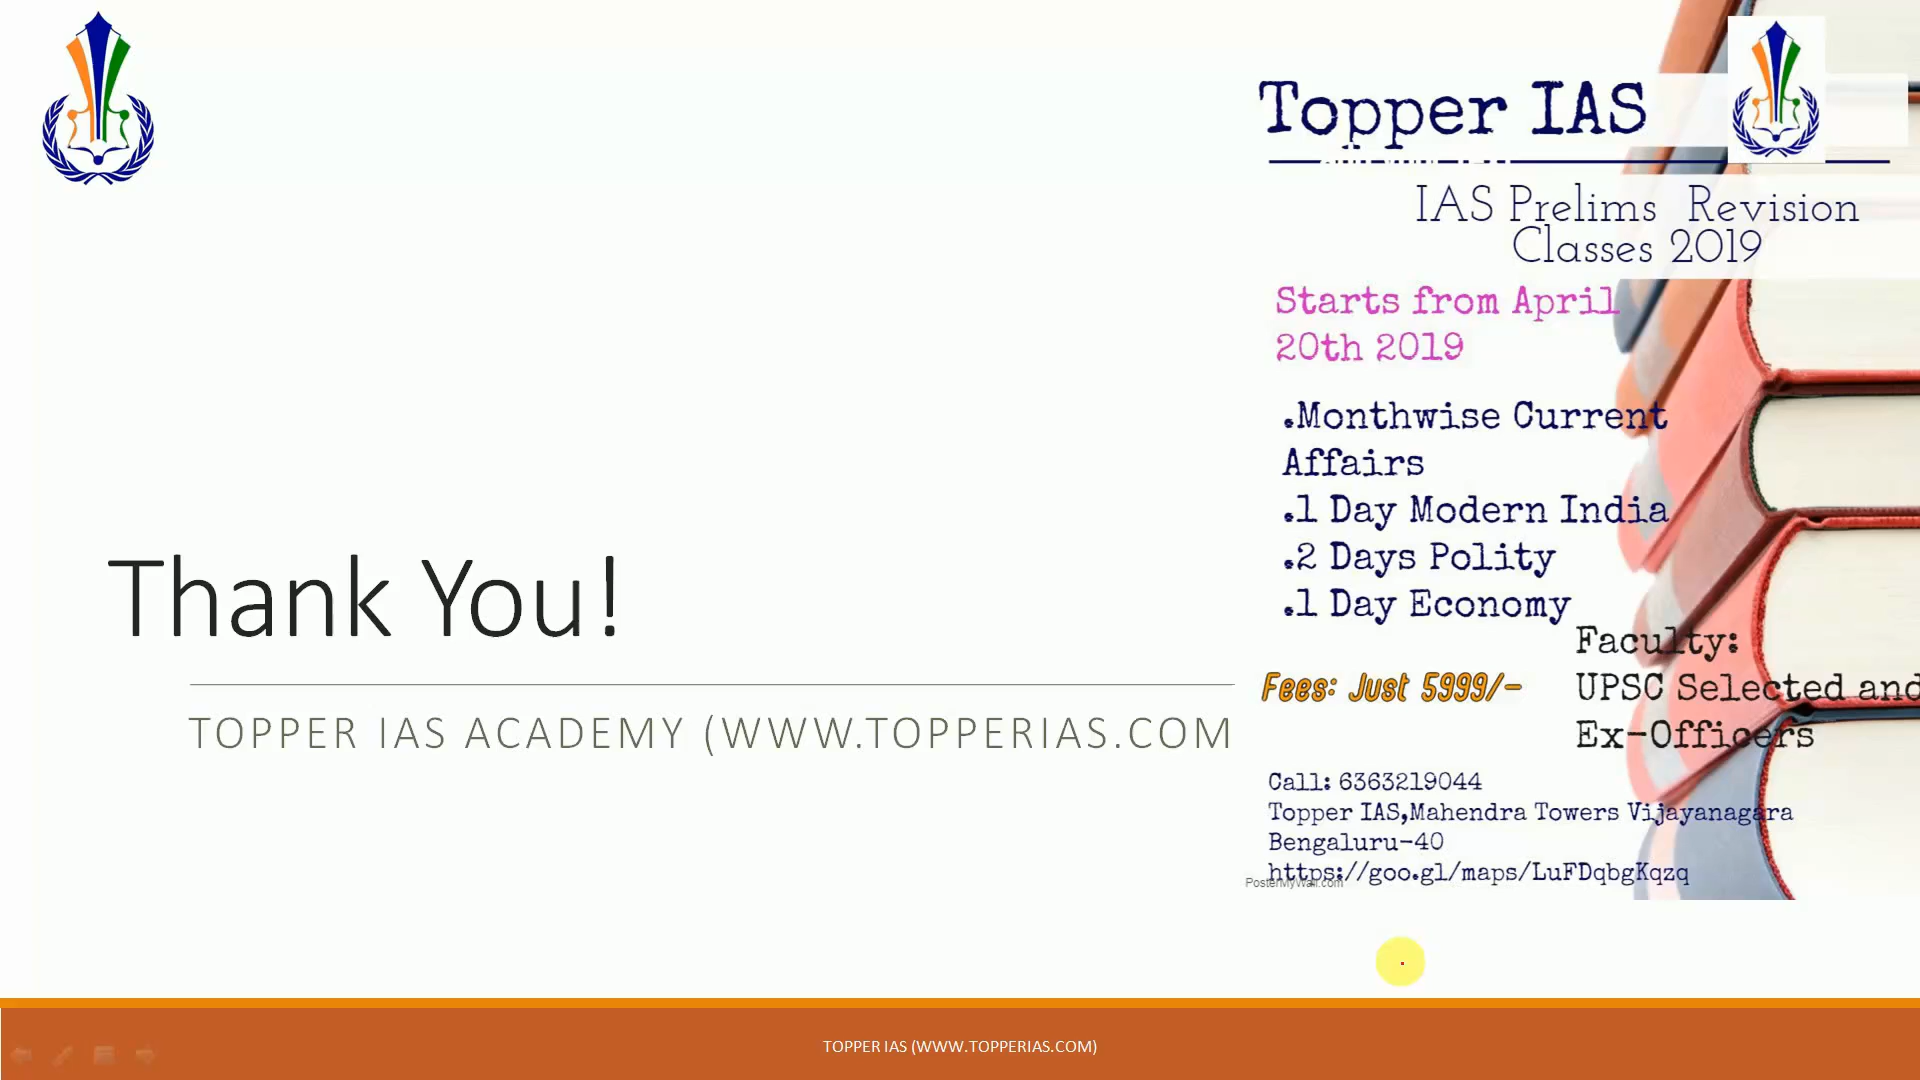 Thank You!
TOPPER IAS ACADEMY (WWW.TOPPERIAS.COM
Topper IAS
IAS Prelims Revision
Classes 2019
Starts from April
20th 2019
.Monthwise Current
Affairs
.1 Day Modern India
.2 Days Polity
.1 Day Economy
Faculty:
UPSC Selected and
Ex-Officers
Fees: Just 5999/-
Call: 6363219044
Topper IAS,Mahendra Towers Vijayanagara
Bengaluru-40
https://goo.gl/maps/LuFDqbgKqzq
PosterMyWall.com
TOPPER IAS (WWW.TOPPERIAS.COM)